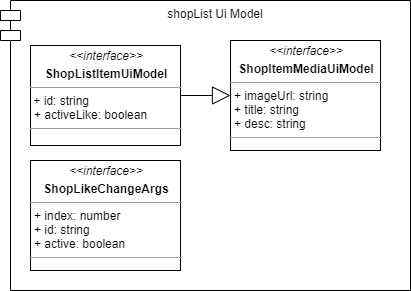 shopList Ui Model
<<interface>>
ShopListItemUiModel
+ id: string
+ activeLike: boolean
<<interface>>
ShopItemMediaUiModel
+ imageUrl: string
+ title: string
+ desc: string
<<interface>>
ShopLikeChangeArgs
+ index: number
+ id: string
+ active: boolean